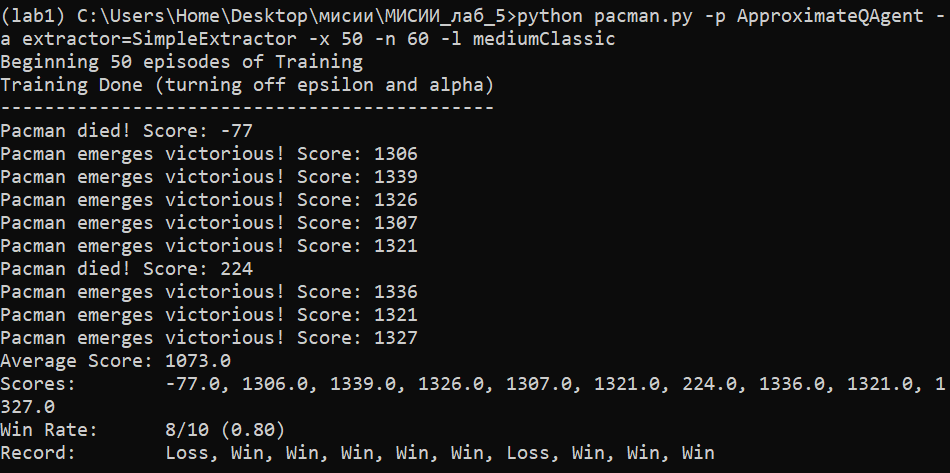 (lab1) C:\Users\Home\Desktop\мисии\МИСИИ_лаб_5>python pacman.py -p ApproximateQAgent -
a extractor=SimpleExtractor -x 50 -n 60 -l mediumClassic
Beginning 50 episodes of Training
Training Done (turning off epsilon and alpha)
---------------------------------------------
Pacman died! Score: -77
Pacman emerges victorious! Score: 1306
Pacman emerges victorious! Score: 1339
Pacman emerges victorious! Score: 1326
Pacman emerges victorious! Score: 1307
Pacman emerges victorious! Score: 1321
Pacman died! Score: 224
Pacman emerges victorious! Score: 1336
Pacman emerges victorious! Score: 1321
Pacman emerges victorious! Score: 1327
Average Score: 1073.0
Scores:        -77.0, 1306.0, 1339.0, 1326.0, 1307.0, 1321.0, 224.0, 1336.0, 1321.0, 1
327.0
Win Rate:      8/10 (0.80)
Record:        Loss, Win, Win, Win, Win, Win, Loss, Win, Win, Win